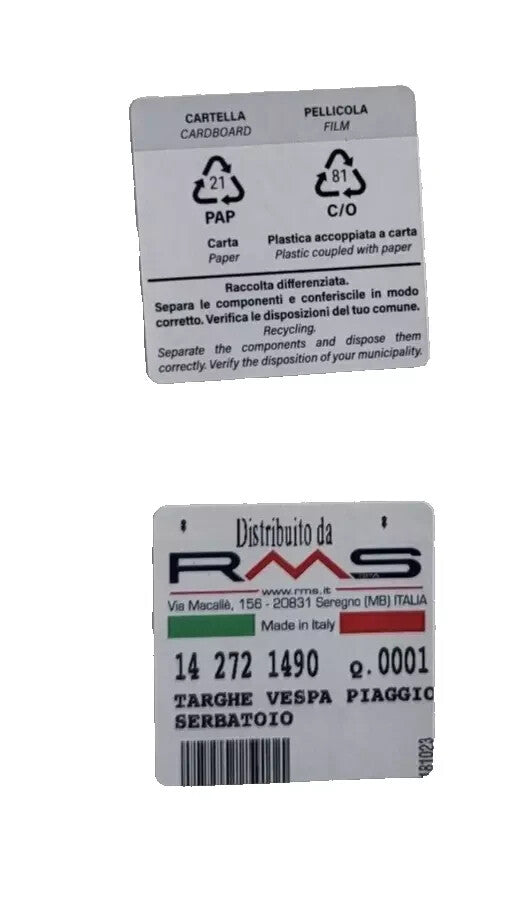 CARTELLA
CARDBOARD
PELLICOLA
FILM
21
PAP
81
C/O
Carta
Paper
Plastica accoppiata a carta
Plastic coupled with paper
Raccolta differenziata.
Separa le componenti e conferiscile in modo
corretto. Verifica le disposizioni del tuo comune.
Recycling.
Separate the components and dispose them
correctly. Verify the disposition of your municipality.
Distribuito da
RMS
www.rms.it
Via Macallè, 156 - 20831 Seregno (MB) ITALIA
Made in Italy
14 272 1490 Q.0001
TARGHE VESPA PIAGGIO
SERBATOIO
181023